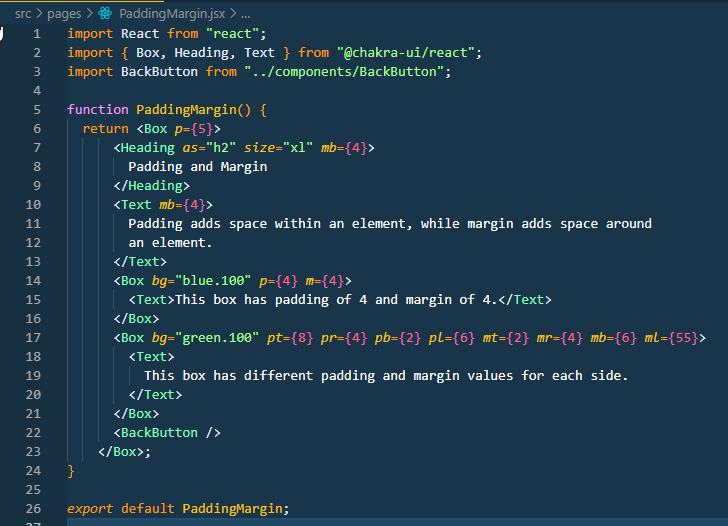 src > pages > PaddingMargin.jsx > ...
1 import React from "react";
2 import { Box, Heading, Text } from "@chakra-ui/react";
3 import BackButton from "../components/BackButton";
4
5 function PaddingMargin() {
6   return <Box p={5}>
7       <Heading as="h2" size="xl" mb={4}>
8         Padding and Margin
9       </Heading>
10       <Text mb={4}>
11         Padding adds space within an element, while margin adds space around
12         an element.
13       </Text>
14       <Box bg="blue.100" p={4} m={4}>
15         <Text>This box has padding of 4 and margin of 4.</Text>
16       </Box>
17       <Box bg="green.100" pt={8} pr={4} pb={2} pl={6} mt={2} mr={4} mb={6} ml={55}>
18         <Text>
19           This box has different padding and margin values for each side.
20         </Text>
21       </Box>
22       <BackButton />
23     </Box>;
24 }
25
26 export default PaddingMargin;
27